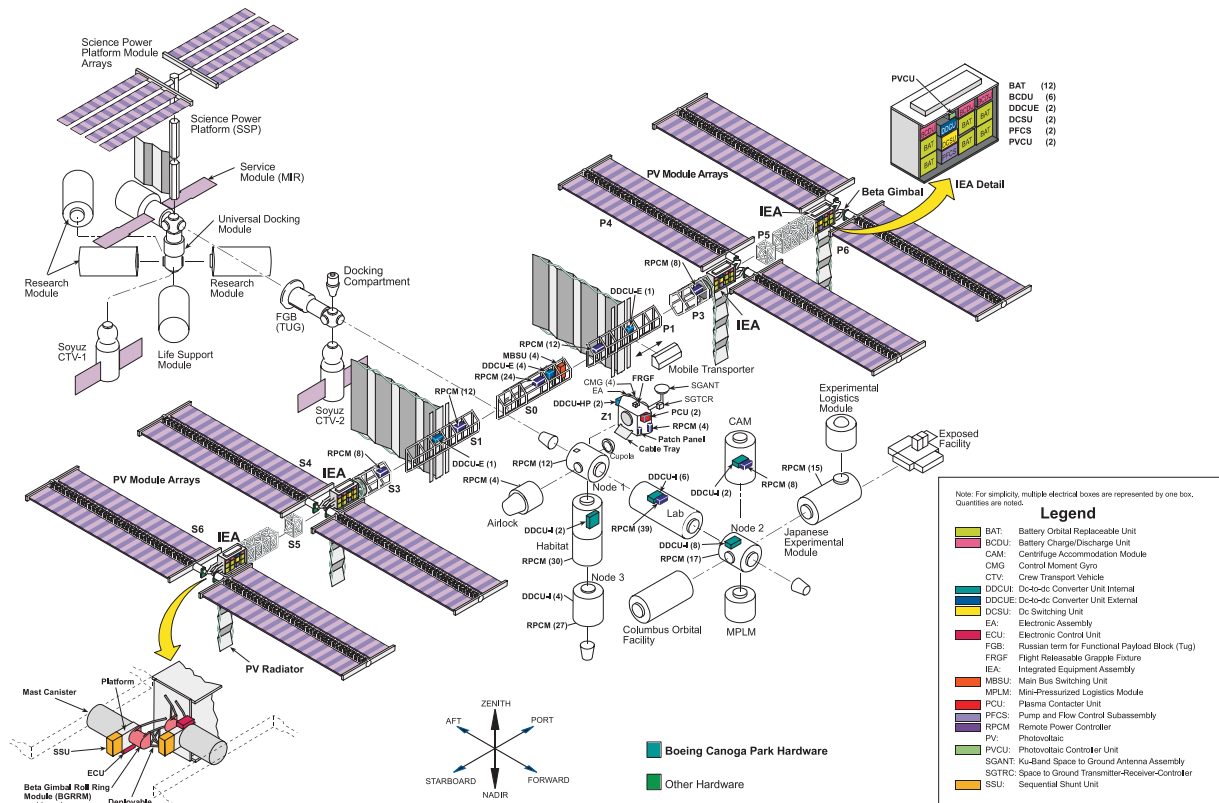 Science Power
Platform Module
Arrays
Science Power
Platform (SSP)
Service
Module (MIR)
Universal Docking
Module
Research
Module
Research
Module
Soyuz
CTV-1
Life Support
Module
FGB
(TUG)
Docking
Compartment
Soyuz
CTV-2
PVCU
BAT (12)
BCDU (6)
DDCUE (2)
DCSU (2)
PFCS (2)
PVCU (2)
BCDU
DDCU
BCDU
BCDU
BAT
DCSU
BAT
BAT
BAT
PFCS
BAT
BAT
IEA Detail
PV Module Arrays
Beta Gimbal
IEA
P4
P5
P6
RPCM (8)
DDCU-E (1)
P3
IEA
P1
RPCM (12)
Mobile Transporter
MBSU (4)
DDCU-E (4)
RPCM (24)
S0
CMG (4)
EA
FRGF
SGANT
SGTCR
DDCU-HP (2)
Z1
PCU (2)
RPCM (4)
Patch Panel
Cable Tray
Cupola
RPCM (12)
S1
DDCU-E (1)
RPCM (8)
S4
IEA
S3
PV Module Arrays
S6
IEA
S5
PV Radiator
RPCM (12)
Node 1
RPCM (4)
Airlock
DDCU-I (2)
Habitat
RPCM (30)
Node 3
DDCU-I (4)
RPCM (27)
DDCU-I (6)
Lab
RPCM (39)
CAM
DDCU-I (2)
RPCM (8)
Node 2
DDCU-I (8)
RPCM (17)
Columbus Orbital
Facility
MPLM
Experimental
Logistics
Module
Exposed
Facility
RPCM (15)
Japanese
Experimental
Module
Mast Canister
Platform
SSU
ECU
Beta Gimbal Roll Ring
Module (BGRRM)
Deployable
ZENITH
AFT
PORT
STARBOARD
FORWARD
NADIR
Boeing Canoga Park Hardware
Other Hardware
Note: For simplicity, multiple electrical boxes are represented by one box.
Quantities are noted.
Legend
BAT: Battery Orbital Replaceable Unit
BCDU: Battery Charge/Discharge Unit
CAM: Centrifuge Accommodation Module
CMG Control Moment Gyro
CTV: Crew Transport Vehicle
DDCUI: Dc-to-dc Converter Unit Internal
DDCUE: Dc-to-dc Converter Unit External
DCSU: Dc Switching Unit
EA: Electronic Assembly
ECU: Electronic Control Unit
FGB: Russian term for Functional Payload Block (Tug)
FRGF Flight Releasable Grapple Fixture
IEA: Integrated Equipment Assembly
MBSU: Main Bus Switching Unit
MPLM: Mini-Pressurized Logistics Module
PCU: Plasma Contacter Unit
PFCS: Pump and Flow Control Subassembly
RPCM Remote Power Controller
PV: Photovoltaic
PVCU: Photovoltaic Controller Unit
SGANT: Ku-Band Space to Ground Antenna Assembly
SGTRC: Space to Ground Transmitter-Receiver-Controller
SSU: Sequential Shunt Unit